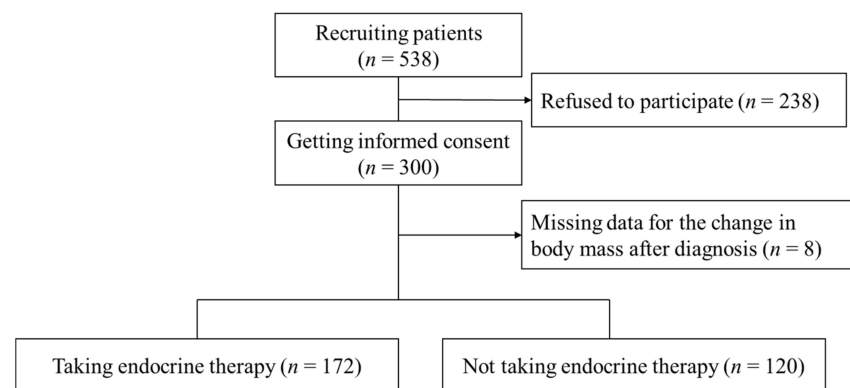 Recruiting patients
(n = 538)
Refused to participate (n = 238)
Getting informed consent
(n = 300)
Missing data for the change in
body mass after diagnosis (n = 8)
Taking endocrine therapy (n = 172)
Not taking endocrine therapy (n = 120)